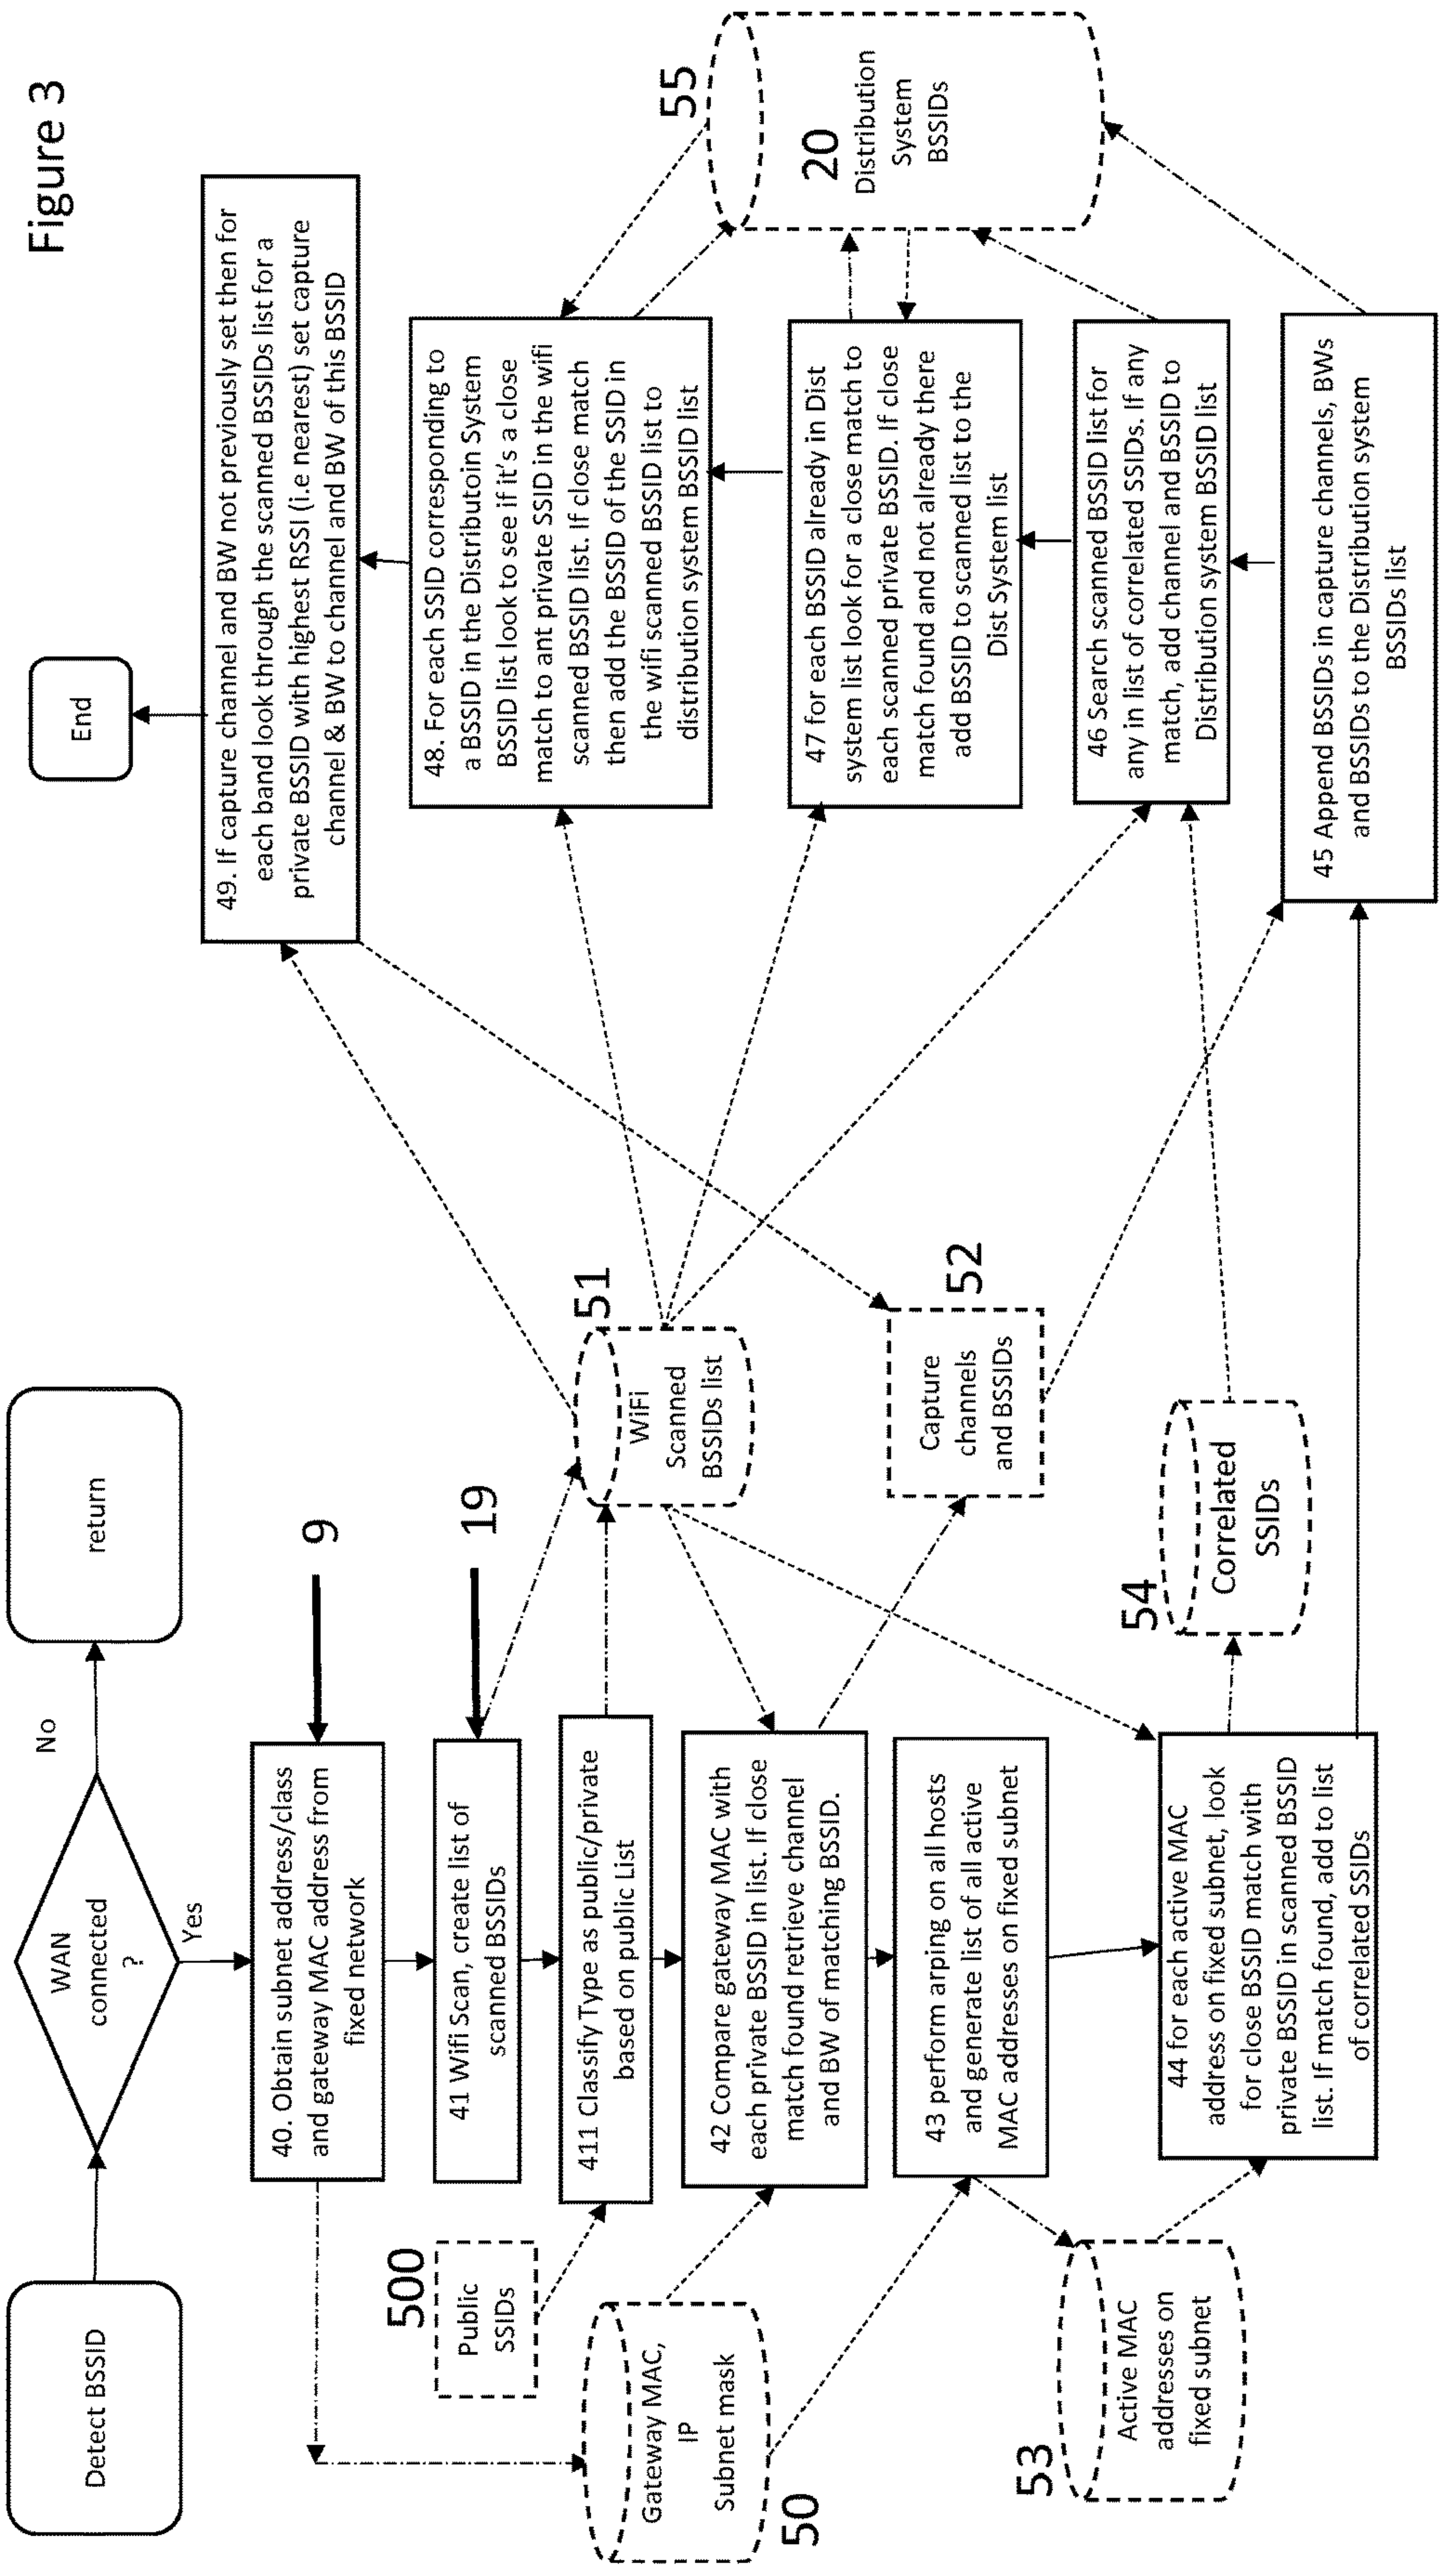 Figure 3
Detect BSSID
WAN
connected
?
No
return
Yes
40. Obtain subnet address/class
and gateway MAC address from
fixed network
9
41 Wifi Scan, create list of
scanned BSSIDs
19
500
Public
SSIDs
411 Classify Type as public/private
based on public List
Gateway MAC,
IP
Subnet mask
50
42 Compare gateway MAC with
each private BSSID in list. If close
match found retrieve channel
and BW of matching BSSID.
43 perform arping on all hosts
and generate list of all active
MAC addresses on fixed subnet
53
Active MAC
addresses on
fixed subnet
44 for each active MAC
address on fixed subnet, look
for close BSSID match with
private BSSID in scanned BSSID
list. If match found, add to list
of correlated SSIDs
51
WiFi
Scanned
BSSIDs list
52
Capture
channels
and BSSIDs
54
Correlated
SSIDs
End
49. If capture channel and BW not previously set then for
each band look through the scanned BSSIDs list for a
private BSSID with highest RSSI (i.e nearest) set capture
channel & BW to channel and BW of this BSSID
48. For each SSID corresponding to
a BSSID in the Distributoin System
BSSID list look to see if it's a close
match to ant private SSID in the wifi
scanned BSSID list. If close match
then add the BSSID of the SSID in
the wifi scanned BSSID list to
distribution system BSSID list
47 for each BSSID already in Dist
system list look for a close match to
each scanned private BSSID. If close
match found and not already there
add BSSID to scanned list to the
Dist System list
46 Search scanned BSSID list for
any in list of correlated SSIDs. If any
match, add channel and BSSID to
Distribution system BSSID list
45 Append BSSIDs in capture channels, BWs
and BSSIDs to the Distribution system
BSSIDs list
55
20
Distribution
System
BSSIDs